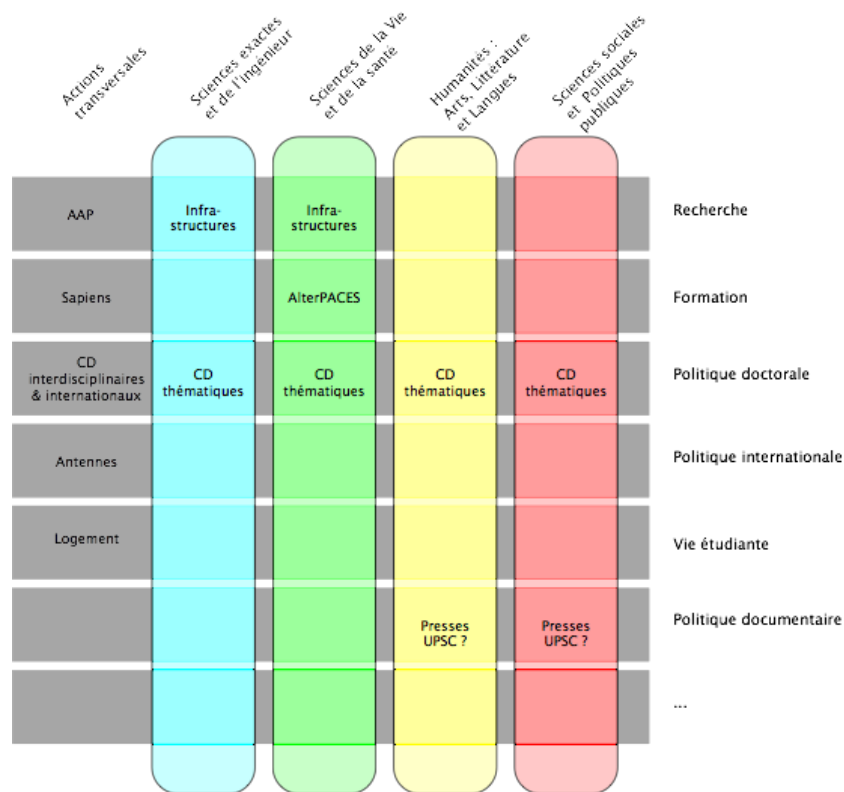 Actions
transversales
Sciences exactes
et de l'ingénieur
Sciences de la Vie
et de la santé
Humanités :
Arts, Littérature
et Langues
Sciences sociales
et Politiques
publiques
AAP
Infra-
structures
Infra-
structures
Recherche
Sapiens
AlterPACES
Formation
CD
interdisciplinaires
& internationaux
CD
thématiques
CD
thématiques
CD
thématiques
CD
thématiques
Politique doctorale
Antennes
Politique internationale
Logement
Vie étudiante
Presses
UPSC ?
Presses
UPSC ?
Politique documentaire
...